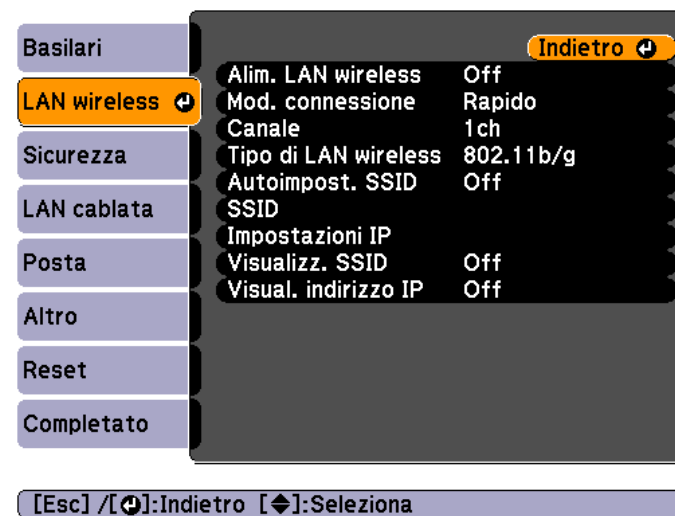 Basilari
LAN wireless
Sicurezza
LAN cablata
Posta
Altro
Reset
Completato
Indietro
Alim. LAN wireless Off
Mod. connessione Rapido
Canale 1ch
Tipo di LAN wireless 802.11b/g
Autoimpost. SSID Off
SSID
Impostazioni IP
Visualizz. SSID Off
Visual. indirizzo IP Off
[Esc] /[⏎]:Indietro [◆]:Seleziona